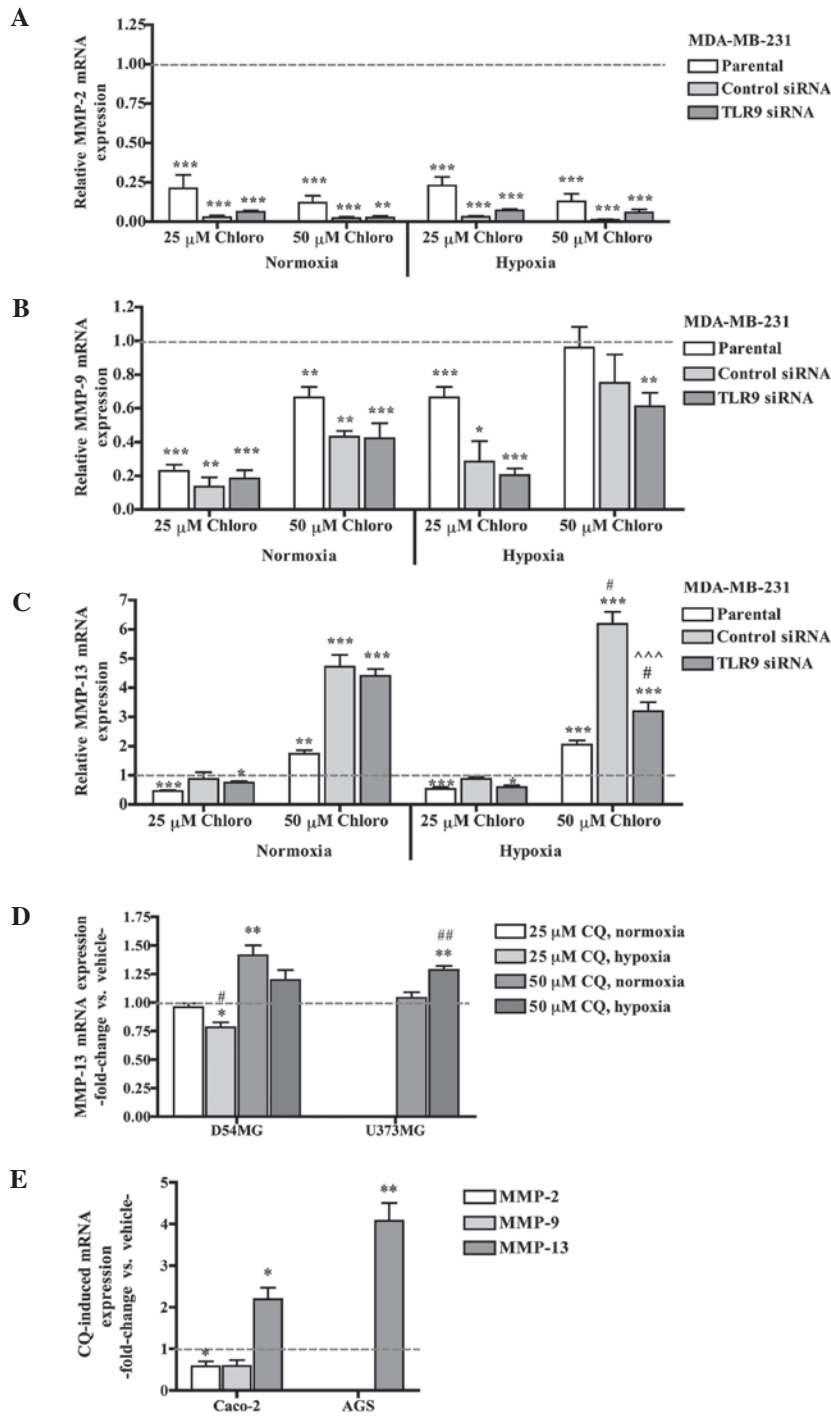 A
Relative MMP-2 mRNA
expression
1.25
1.00
0.75
0.50
0.25
0.00
***
***
***
***
***
**
***
***
***
***
***
***
25 μM Chloro
50 μM Chloro
25 μM Chloro
50 μM Chloro
Normoxia
Hypoxia
MDA-MB-231
Parental
Control siRNA
TLR9 siRNA
B
Relative MMP-9 mRNA
expression
1.2
1.0
0.8
0.6
0.4
0.2
0.0
***
**
***
**
**
***
***
*
***
**
25 μM Chloro
50 μM Chloro
25 μM Chloro
50 μM Chloro
Normoxia
Hypoxia
MDA-MB-231
Parental
Control siRNA
TLR9 siRNA
C
Relative MMP-13 mRNA
expression
7
6
5
4
3
2
1
0
***
*
**
***
***
***
*
***
#
***
^^^
#
***
25 μM Chloro
50 μM Chloro
25 μM Chloro
50 μM Chloro
Normoxia
Hypoxia
MDA-MB-231
Parental
Control siRNA
TLR9 siRNA
D
MMP-13 mRNA expression
-fold-change vs. vehicle-
1.75
1.50
1.25
1.00
0.75
0.50
0.25
0.00
#
*
**
##
**
D54MG
U373MG
25 μM CQ, normoxia
25 μM CQ, hypoxia
50 μM CQ, normoxia
50 μM CQ, hypoxia
E
CQ-induced mRNA
expression
-fold-change vs. vehicle-
5
4
3
2
1
0
*
*
**
Caco-2
AGS
MMP-2
MMP-9
MMP-13